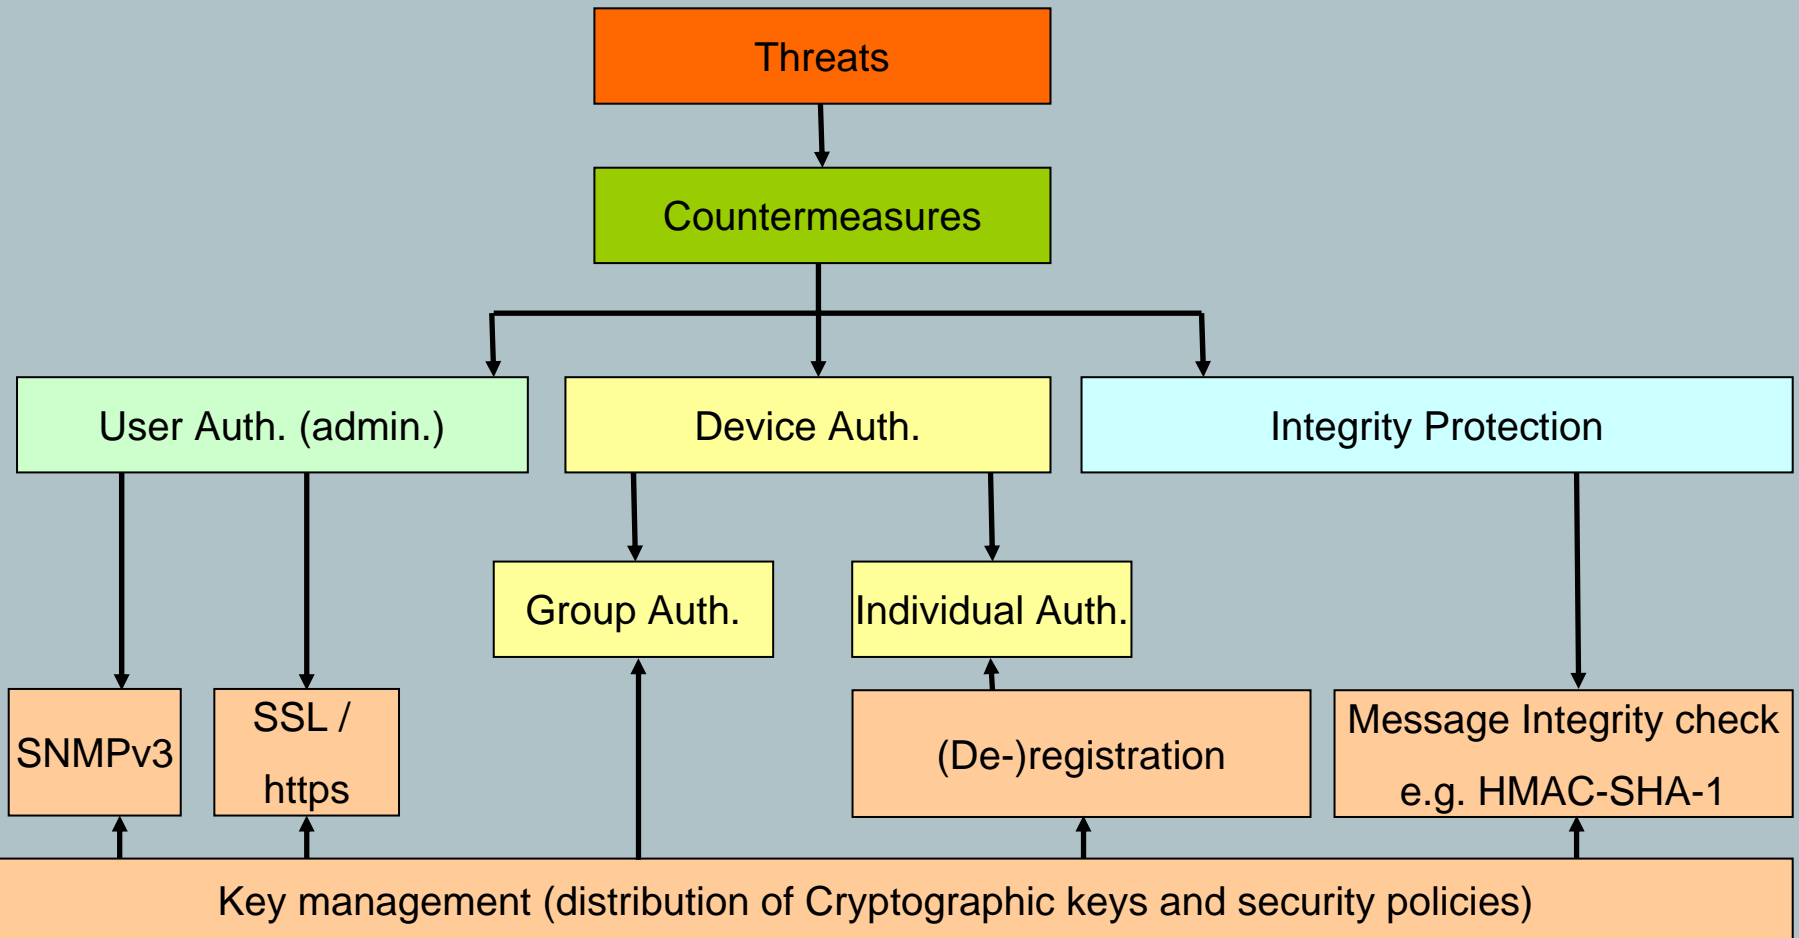 Threats
Countermeasures
User Auth. (admin.)
Device Auth.
Integrity Protection
Group Auth.
Individual Auth.
SNMPv3
SSL /
https
(De-)registration
Message Integrity check
e.g. HMAC-SHA-1
Key management (distribution of Cryptographic keys and security policies)